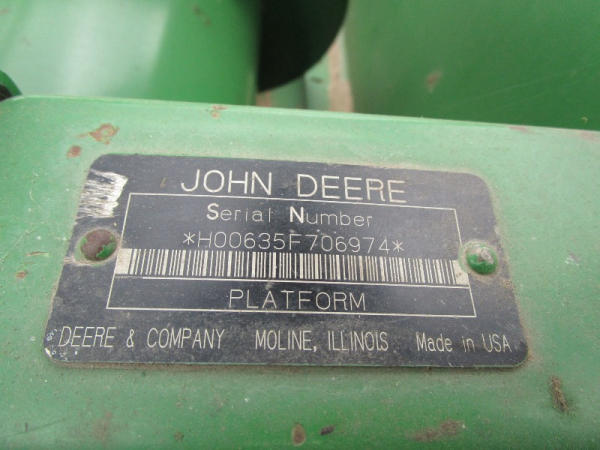 JOHN DEERE
Serial Number
*H00635F706974*
PLATFORM
DEERE & COMPANY MOLINE, ILLINOIS Made in USA